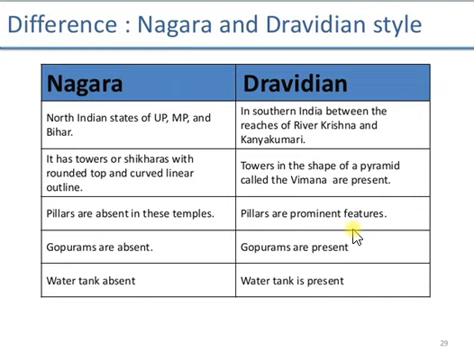 Difference : Nagara and Dravidian style
Nagara
Dravidian
North Indian states of UP, MP, and
Bihar.
In southern India between the
reaches of River Krishna and
Kanyakumari.
It has towers or shikharas with
rounded top and curved linear
outline.
Towers in the shape of a pyramid
called the Vimana are present.
Pillars are absent in these temples.
Pillars are prominent features.
Gopurams are absent.
Gopurams are present
Water tank absent
Water tank is present
29